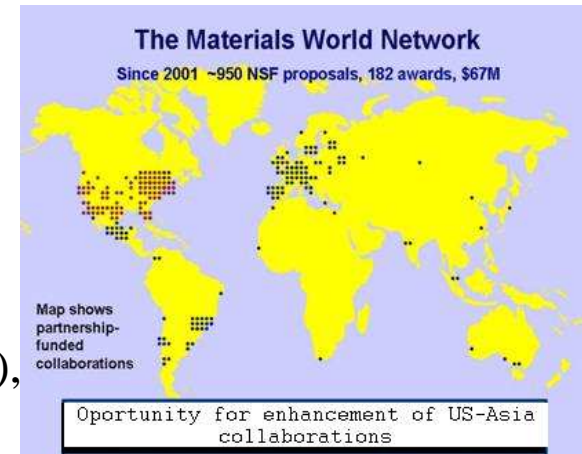 The Materials World Network
Since 2001 ~950 NSF proposals, 182 awards, $67M
Map shows
partnership-
funded
collaborations
),
Oportunity for enhancement of US-Asia
collaborations